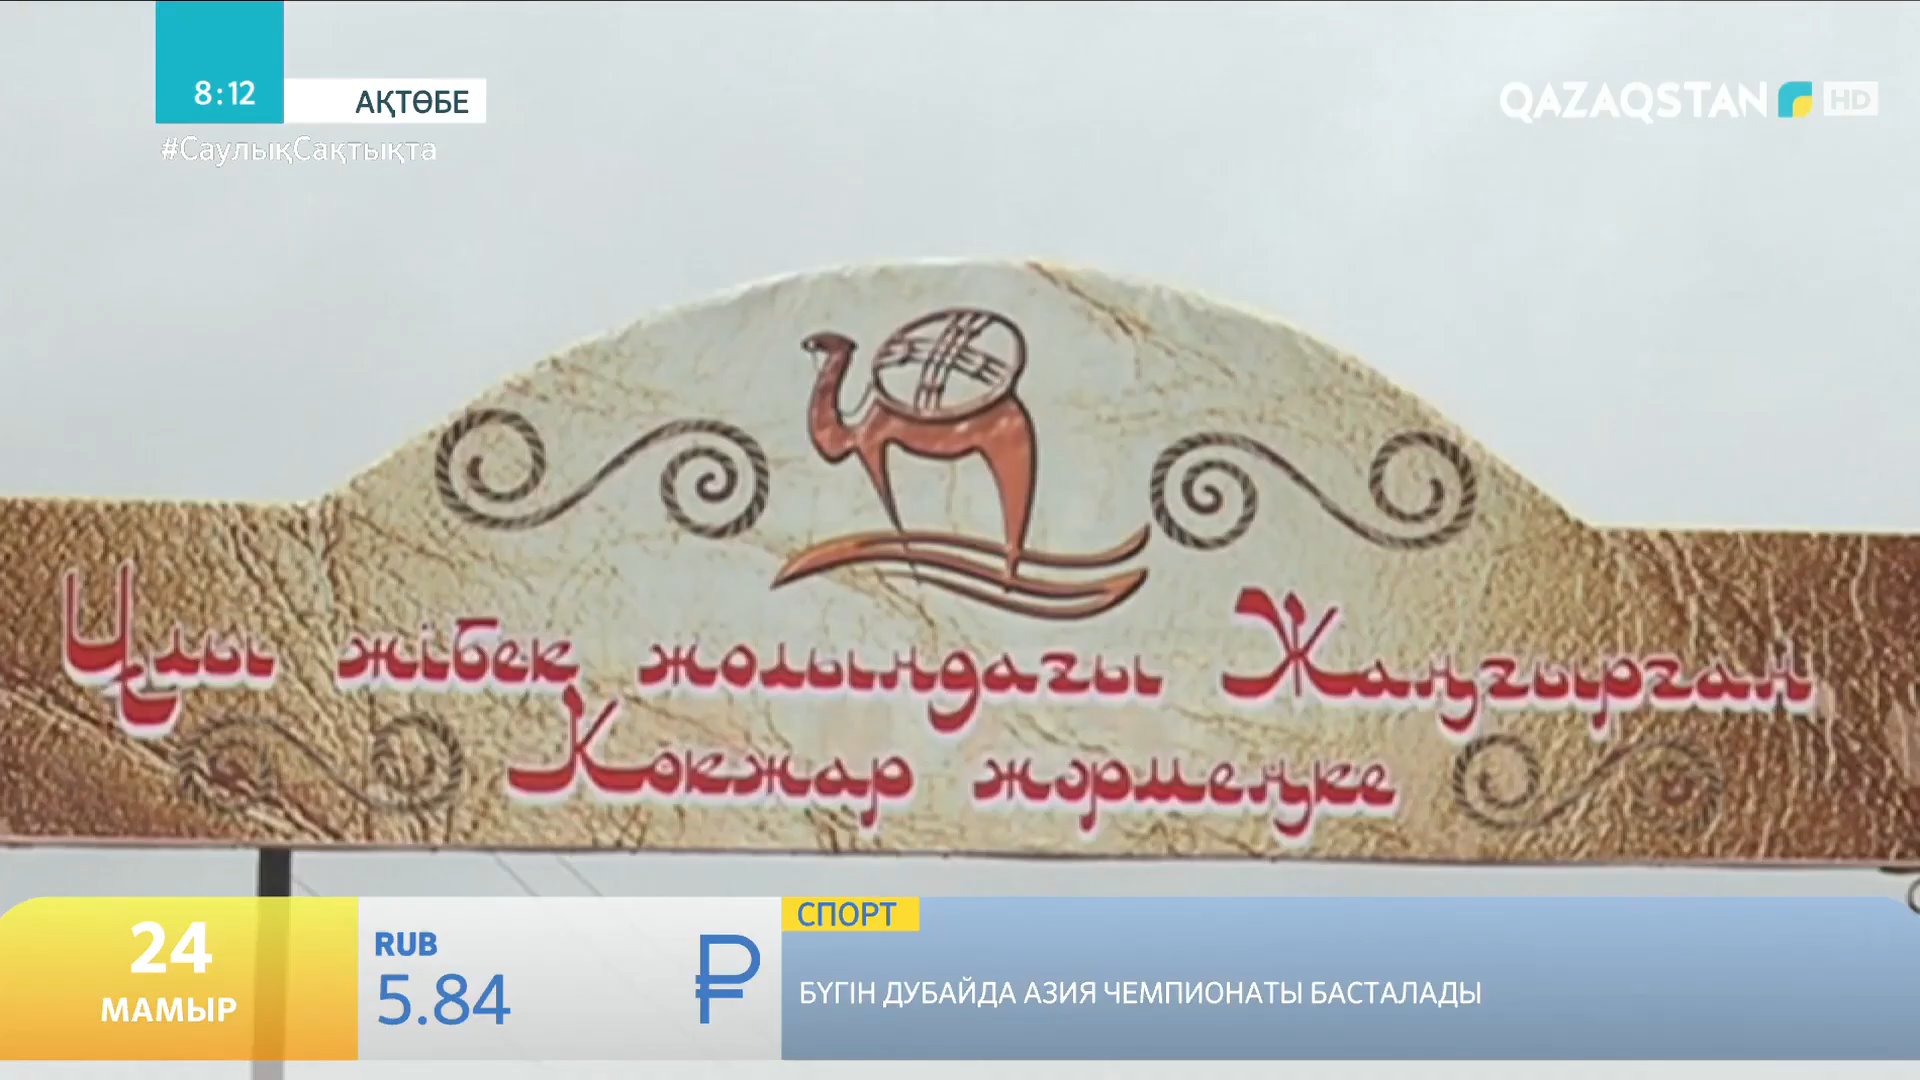 8:12
АҚТӨБЕ
#СаулықСақтықта
QAZAQSTAN HD
Ұлы жібек жолындағы Жаңғырған
Көкжар жәрмеңке
24
МАМЫР
RUB
5.84
₽
СПОРТ
БҮГІН ДУБАЙДА АЗИЯ ЧЕМПИОНАТЫ БАСТАЛАДЫ